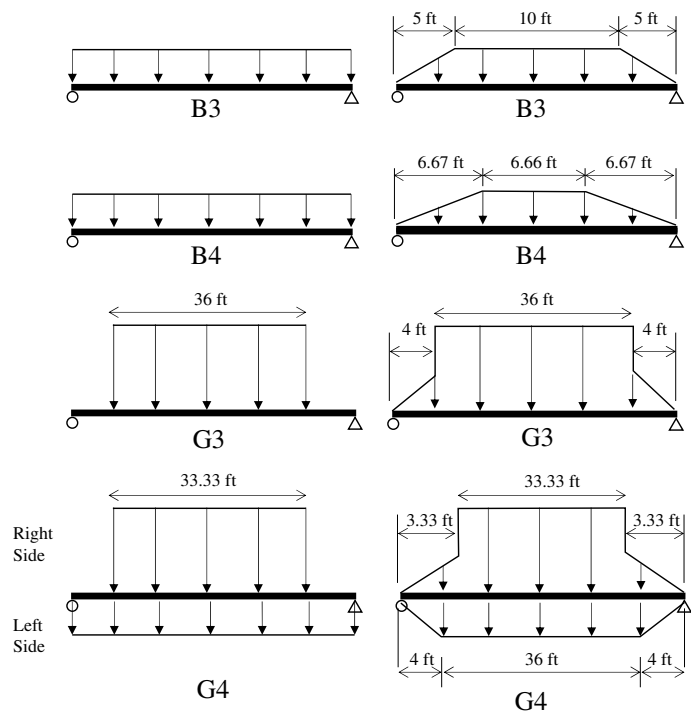 5 ft 10 ft 5 ft
B3 B3
6.67 ft 6.66 ft 6.67 ft
B4 B4
36 ft 36 ft
4 ft 4 ft
G3 G3
33.33 ft 33.33 ft
3.33 ft 3.33 ft
Right
Side
Left
Side
4 ft 36 ft 4 ft
G4 G4